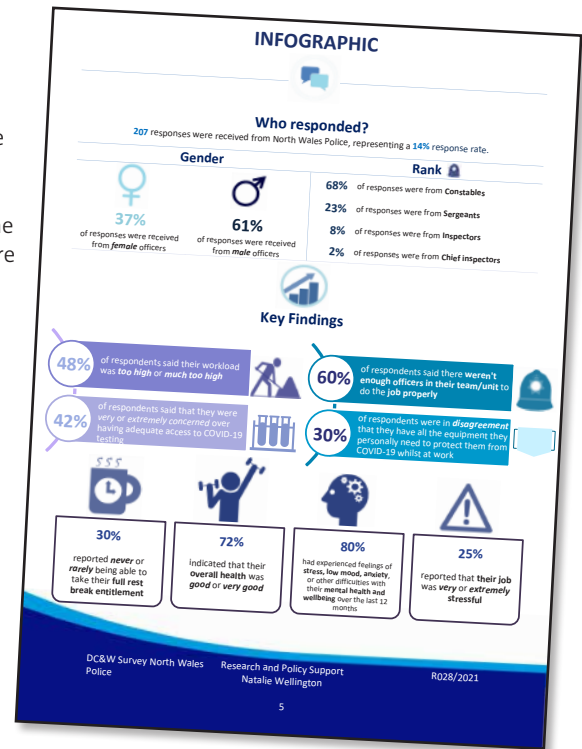 e
ne
re
INFOGRAPHIC
Who responded?
207 responses were received from North Wales Police, representing a 14% response rate.
Gender
37%
of responses were received
from female officers
61%
of responses were received
from male officers
Rank
68% of responses were from Constables
23% of responses were from Sergeants
8% of responses were from Inspectors
2% of responses were from Chief inspectors
Key Findings
48%
of respondents said their workload
was too high or much too high
60%
of respondents said there weren't
enough officers in their team/unit to
do the job properly
42%
of respondents said that they were
very or extremely concerned over
having adequate access to COVID-19
testing
30%
of respondents were in disagreement
that they have all the equipment they
personally need to protect them from
COVID-19 whilst at work
30%
reported never or
rarely being able to
take their full rest
break entitlement
72%
indicated that their
overall health was
good or very good
80%
had experienced feelings of
stress, low mood, anxiety,
or other difficulties with
their mental health and
wellbeing over the last 12
months
25%
reported that their job
was very or extremely
stressful
DC&W Survey North Wales
Police
Research and Policy Support
Natalie Wellington
R028/2021
5